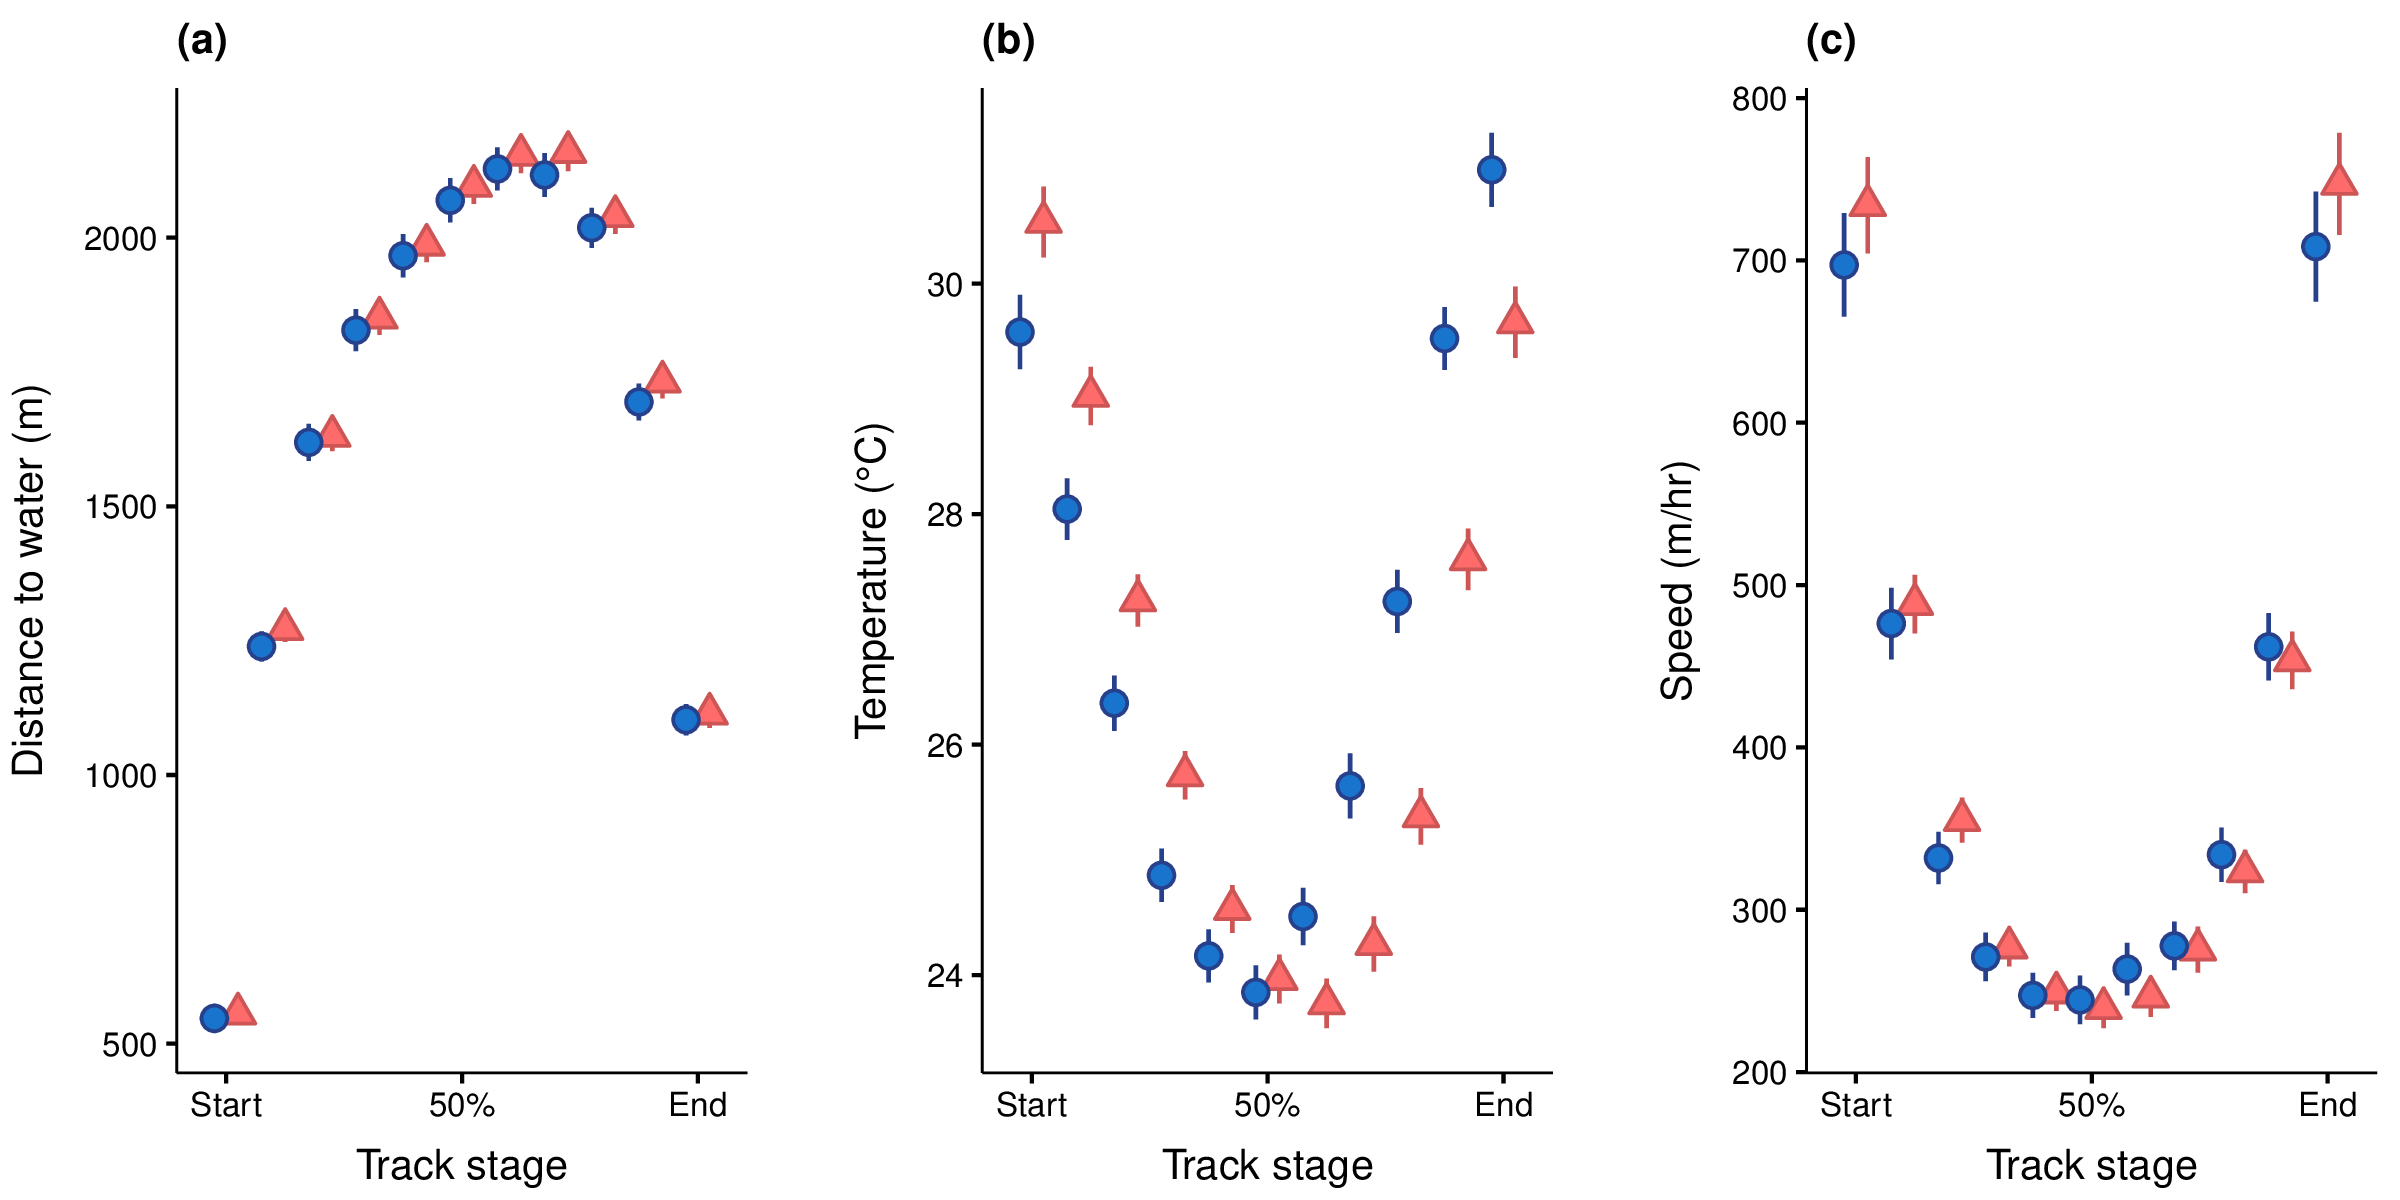 (a)
Distance to water (m)
2000
1500
1000
500
Start 50% End
Track stage
(b)
Temperature (°C)
30
28
26
24
Start 50% End
Track stage
(c)
Speed (m/hr)
800
700
600
500
400
300
200
Start 50% End
Track stage